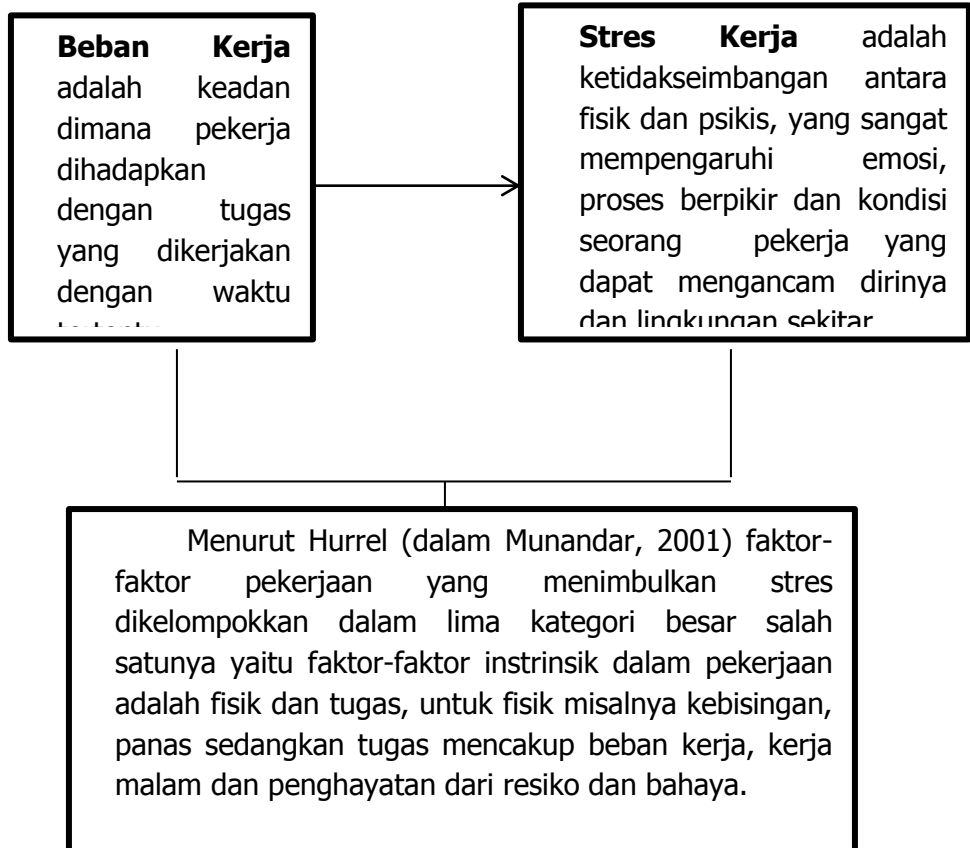 Beban Kerja
adalah keadan
dimana pekerja
dihadapkan
dengan tugas
yang dikerjakan
dengan waktu
Stres Kerja adalah
ketidakseimbangan antara
fisik dan psikis, yang sangat
mempengaruhi emosi,
proses berpikir dan kondisi
seorang pekerja yang
dapat mengancam dirinya
dan lingkungan sekitar
Menurut Hurrel (dalam Munandar, 2001) faktor-
faktor pekerjaan yang menimbulkan stres
dikelompokkan dalam lima kategori besar salah
satunya yaitu faktor-faktor instrinsik dalam pekerjaan
adalah fisik dan tugas, untuk fisik misalnya kebisingan,
panas sedangkan tugas mencakup beban kerja, kerja
malam dan penghayatan dari resiko dan bahaya.